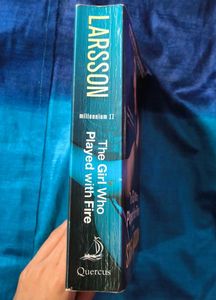 LARSSON
millennium II
The Girl Who
Played with Fire
Quercus